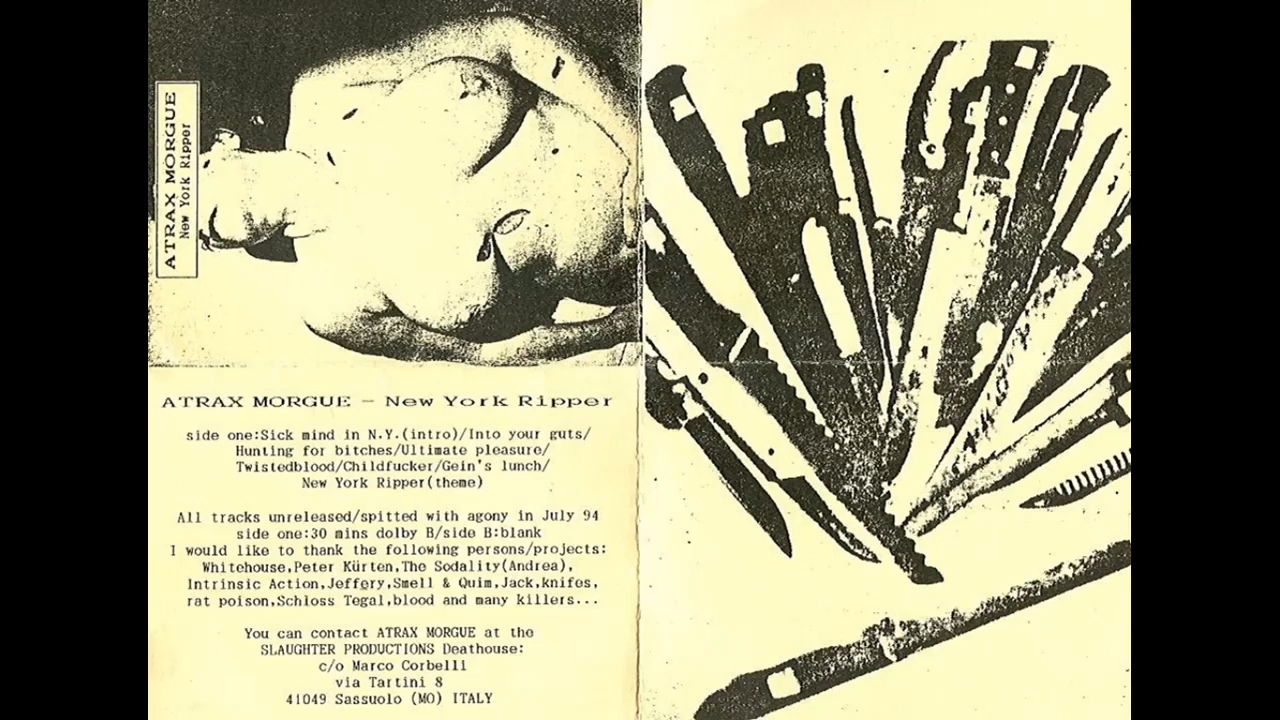 ATRAX MORGUE
New York Ripper
ATRAX MORGUE - New York Ripper
side one:Sick mind in N.Y.(intro)/Into your guts/
Hunting for bitches/Ultimate pleasure/
Twistedblood/Childfucker/Gein's lunch/
New York Ripper(theme)
All tracks unreleased/spitted with agony in July 94
side one:30 mins dolby B/side B:blank
I would like to thank the following persons/projects:
Whitehouse,Peter Kürten,The Sodality(Andrea),
Intrinsic Action,Jeffery,Smell & Quim,Jack,knifes,
rat poison,Schloss Tegal,blood and many killers...
You can contact ATRAX MORGUE at the
SLAUGHTER PRODUCTIONS Deathouse:
c/o Marco Corbelli
via Tartini 8
41049 Sassuolo (MO) ITALY